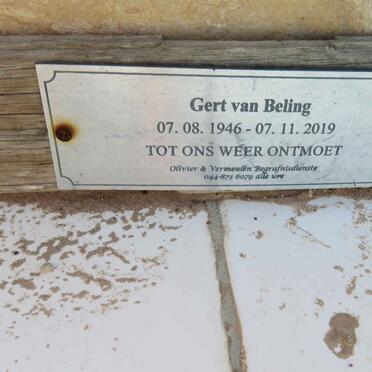 Gert van Beling
07. 08. 1946 - 07. 11. 2019
TOT ONS WEER ONTMOET
Olivier & Vermeulen Begrafnisdienste
044-873 6079 alle ure